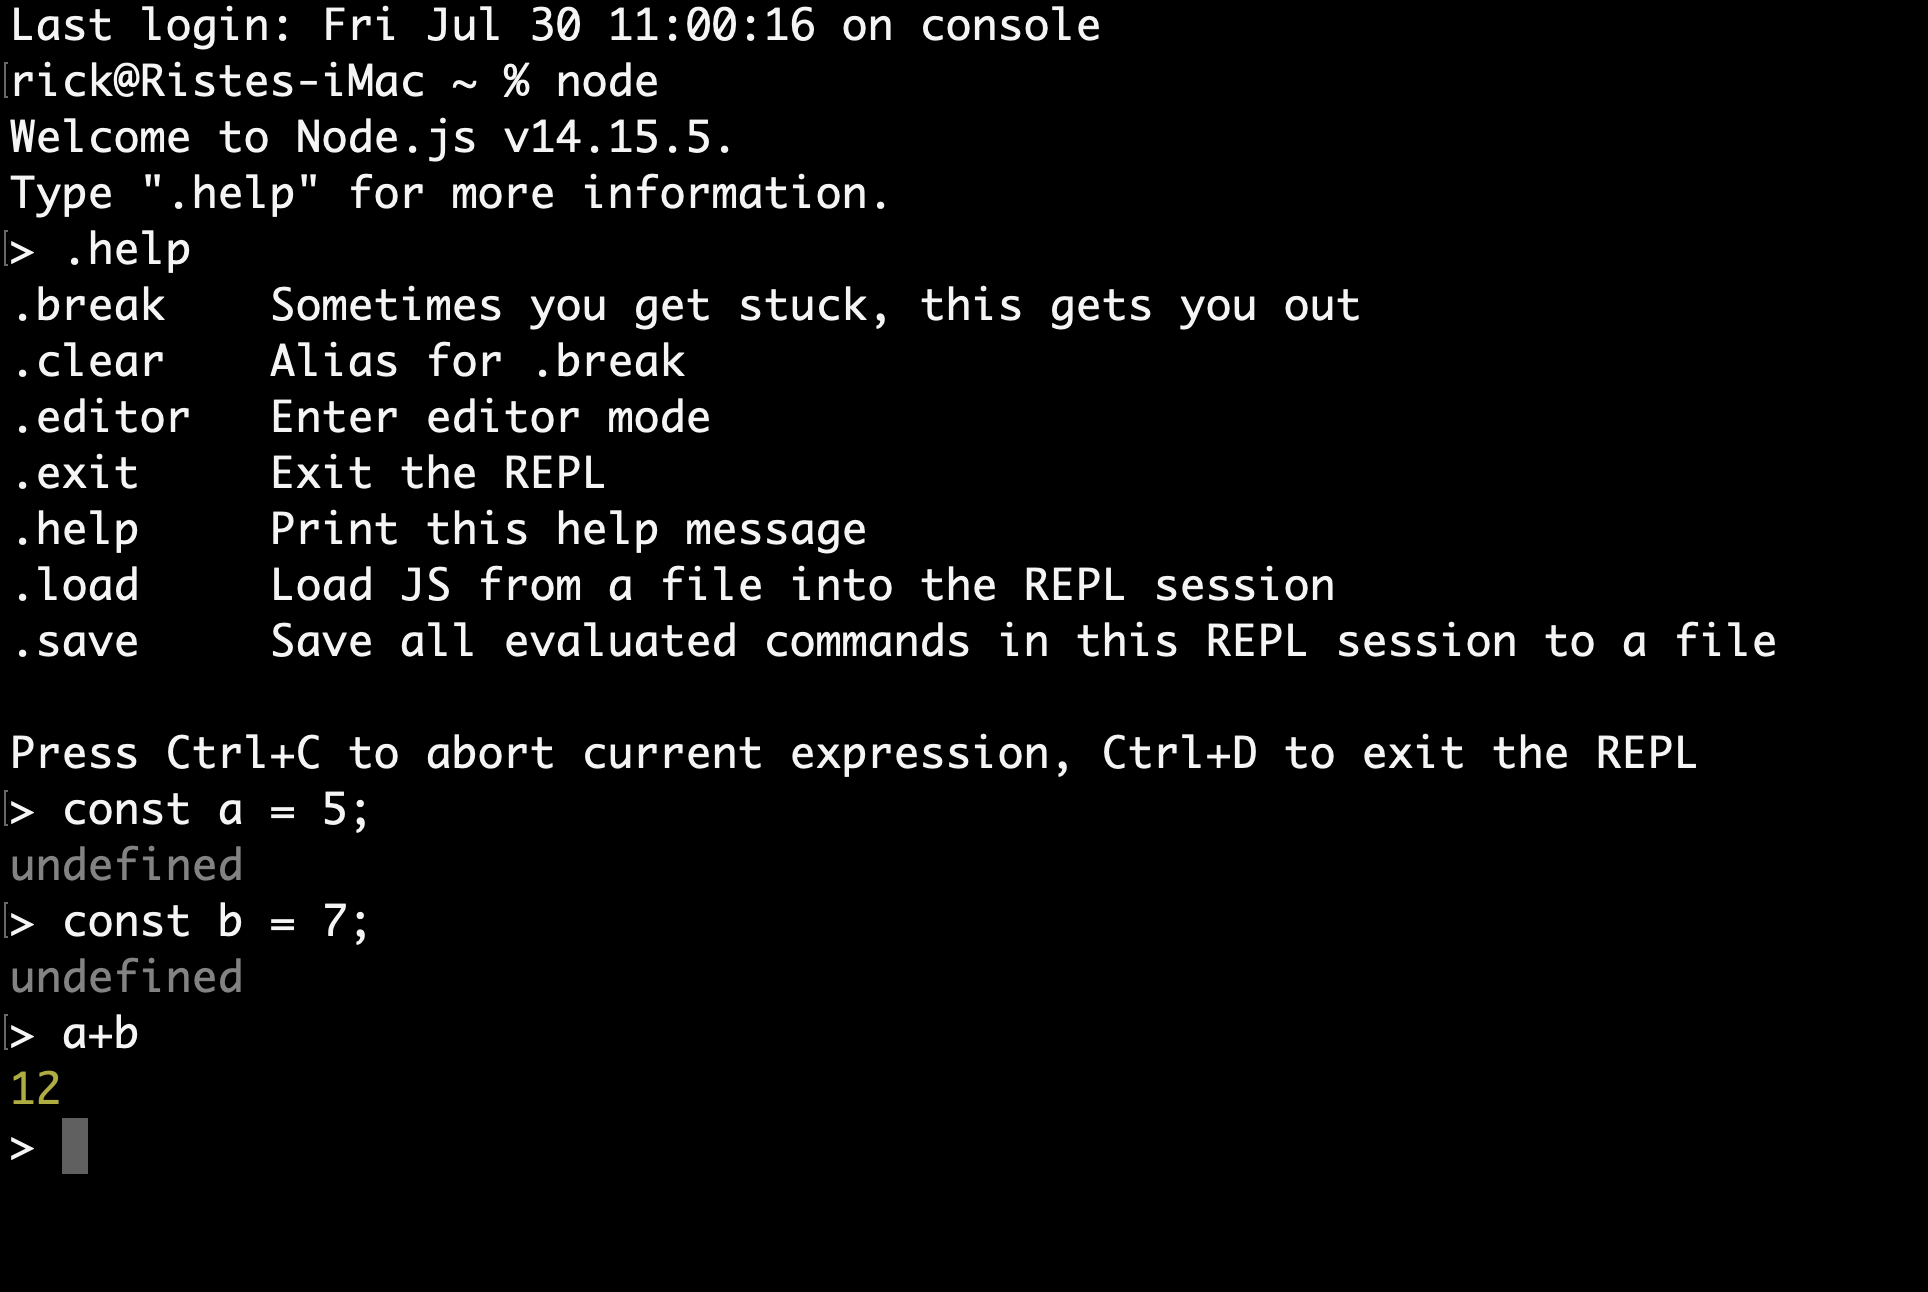 Last login: Fri Jul 30 11:00:16 on console
rick@Ristes-iMac ~ % node
Welcome to Node.js v14.15.5.
Type ".help" for more information.
> .help
.break    Sometimes you get stuck, this gets you out
.clear    Alias for .break
.editor   Enter editor mode
.exit     Exit the REPL
.help     Print this help message
.load     Load JS from a file into the REPL session
.save     Save all evaluated commands in this REPL session to a file

Press Ctrl+C to abort current expression, Ctrl+D to exit the REPL
> const a = 5;
undefined
> const b = 7;
undefined
> a+b
12
>